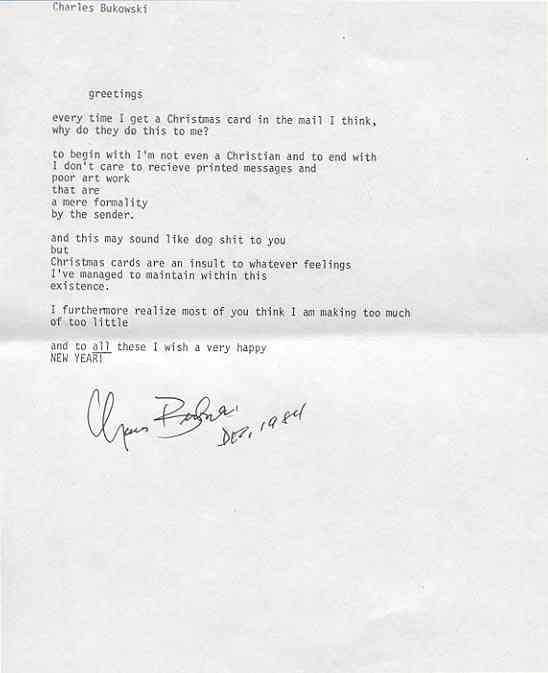 Charles Bukowski
greetings
every time I get a Christmas card in the mail I think,
why do they do this to me?
to begin with I'm not even a Christian and to end with
I don't care to recieve printed messages and
poor art work
that are
a mere formality
by the sender.
and this may sound like dog shit to you
but
Christmas cards are an insult to whatever feelings
I've managed to maintain within this
existence.
I furthermore realize most of you think I am making too much
of too little
and to all these I wish a very happy
NEW YEAR!
Charles Bukowski
Dec, 1984